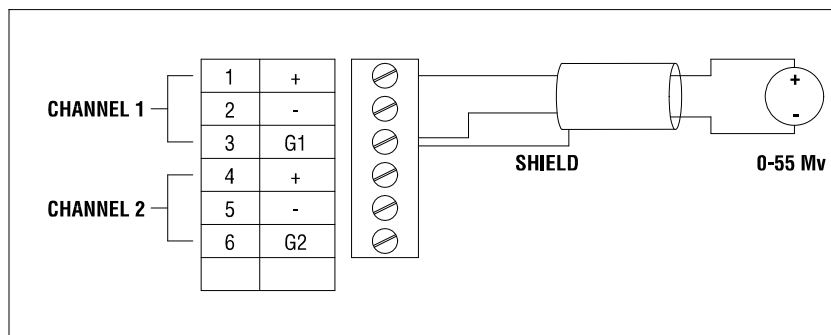 CHANNEL 1
1 +
2 -
3 G1
CHANNEL 2
4 +
5 -
6 G2
SHIELD
+
-
0-55 Mv